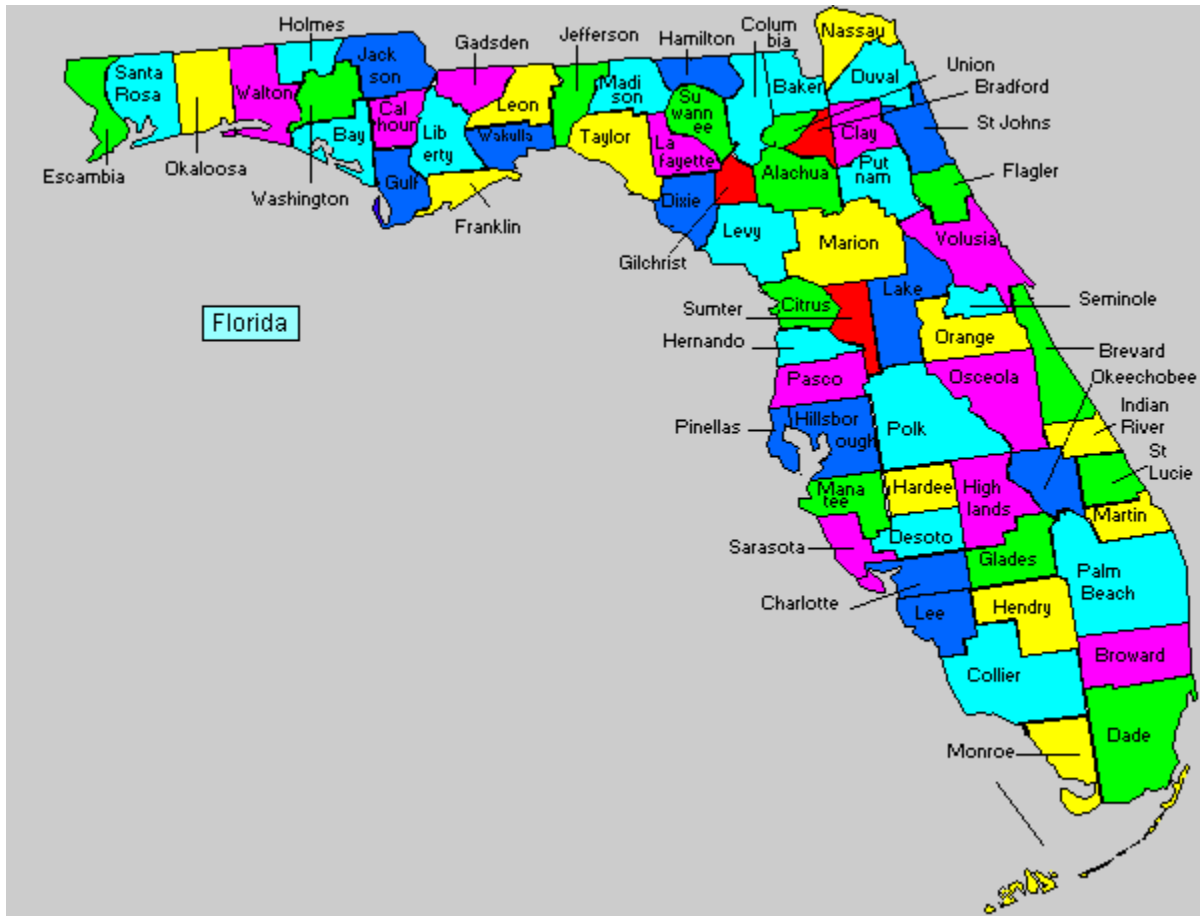 Holmes
Gadsden
Jefferson
Hamilton
Colum
bia
Nassau
Union
Bradford
Jack
son
Santa
Rosa
Walton
Madi
son
Baker
Duval
Leon
Su
wann
ee
Clay
St Johns
Cal
houn
Lib
erty
Bay
Wakulla
Taylor
La
fayette
Put
nam
Escambia
Okaloosa
Washington
Gulf
Franklin
Dixie
Alachua
Flagler
Gilchrist
Levy
Marion
Volusia
Florida
Sumter
Citrus
Lake
Seminole
Hernando
Orange
Brevard
Pasco
Osceola
Okeechobee
Pinellas
Hillsbor
ough
Polk
Indian
River
St
Lucie
Mana
tee
Hardee
High
lands
Martin
Sarasota
Desoto
Glades
Charlotte
Lee
Hendry
Palm
Beach
Collier
Broward
Monroe
Dade